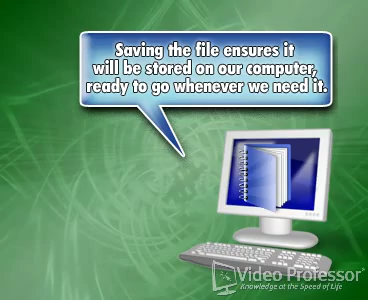 Saving the file ensures it
will be stored on our computer,
ready to go whenever we need it.
Video Professor®
Knowledge at the Speed of Life